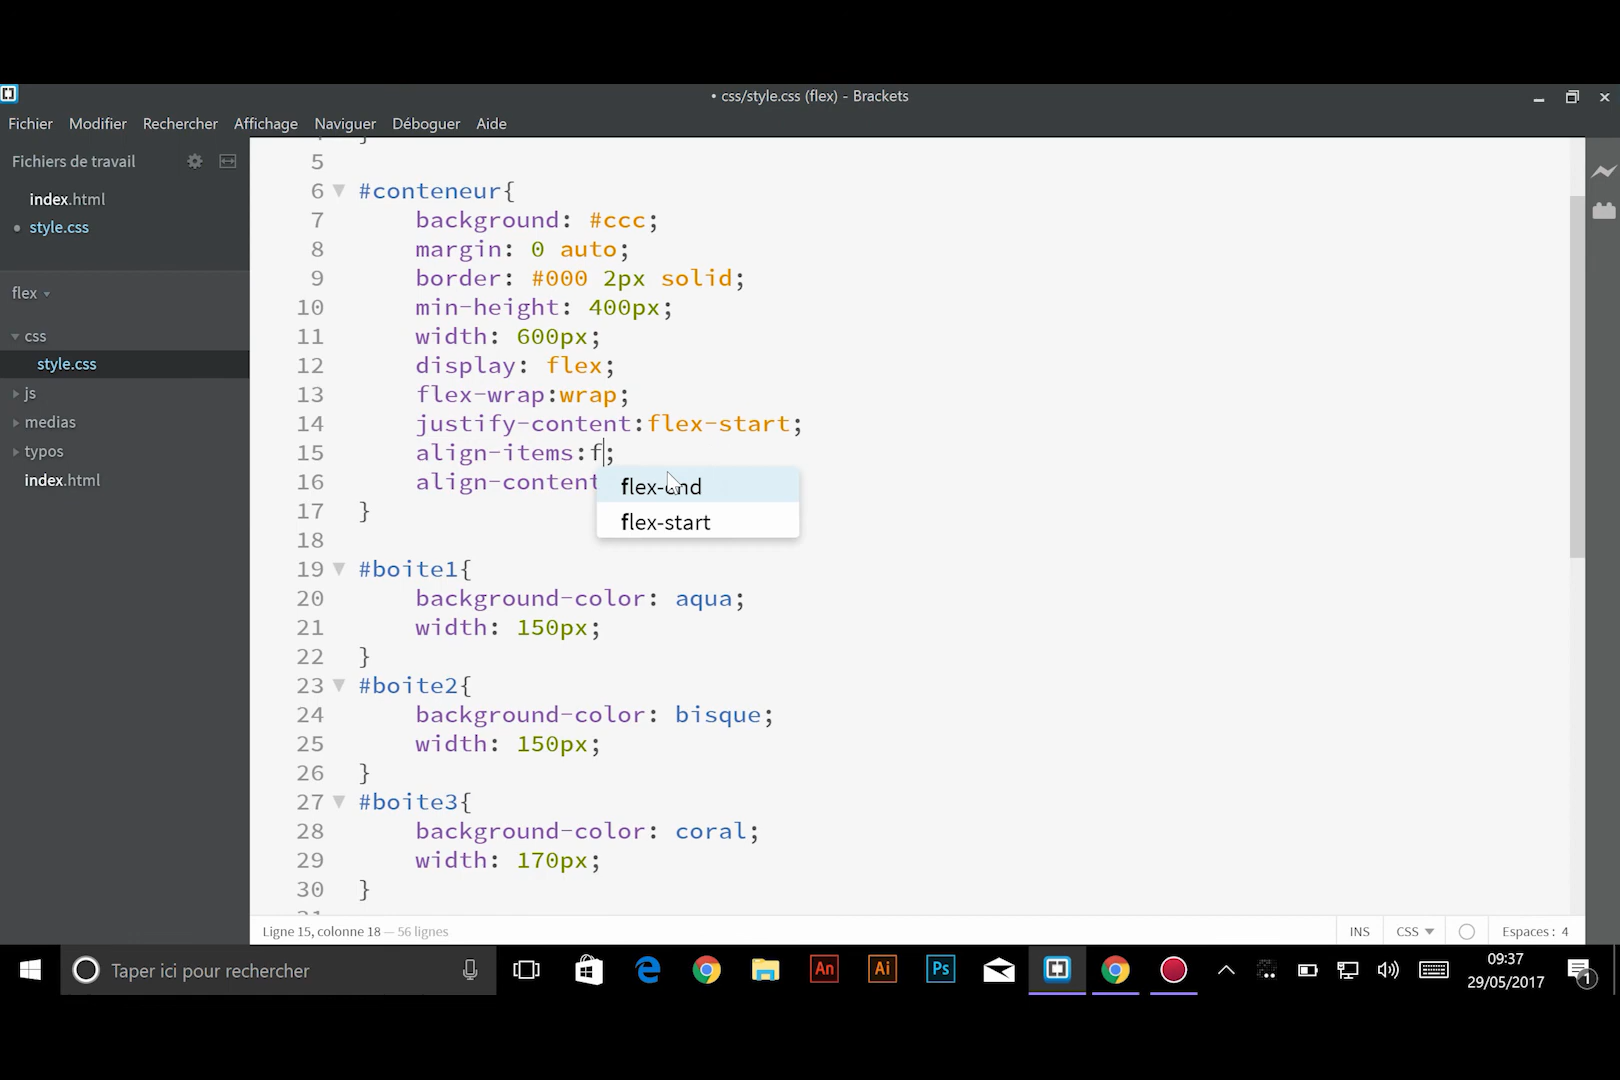 • css/style.css (flex) - Brackets
Fichier Modifier Rechercher Affichage Naviguer Déboguer Aide
Fichiers de travail
index.html
• style.css
flex
css
style.css
js
medias
typos
index.html
5
6 #conteneur{
7 background: #ccc;
8 margin: 0 auto;
9 border: #000 2px solid;
10 min-height: 400px;
11 width: 600px;
12 display: flex;
13 flex-wrap:wrap;
14 justify-content:flex-start;
15 align-items:f;
16 align-content
flex-end
flex-start
17 }
18
19 #boite1{
20 background-color: aqua;
21 width: 150px;
22 }
23 #boite2{
24 background-color: bisque;
25 width: 150px;
26 }
27 #boite3{
28 background-color: coral;
29 width: 170px;
30 }
Ligne 15, colonne 18 — 56 lignes
INS CSS Espaces : 4
Taper ici pour rechercher
An Ai Ps
09:37
29/05/2017
1